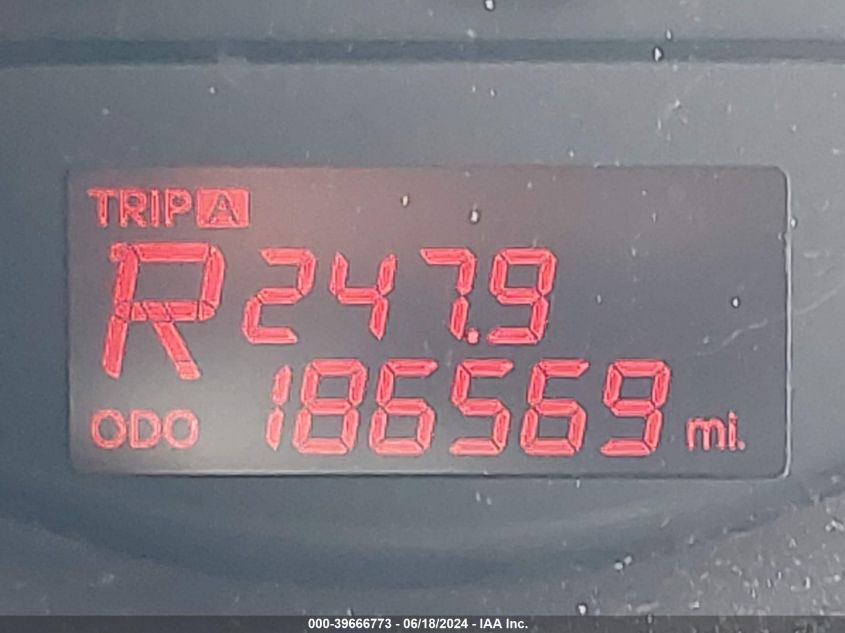 TRIP A
R 247.9
ODO 186569 mi.
000-39666773 - 06/18/2024 - IAA Inc.